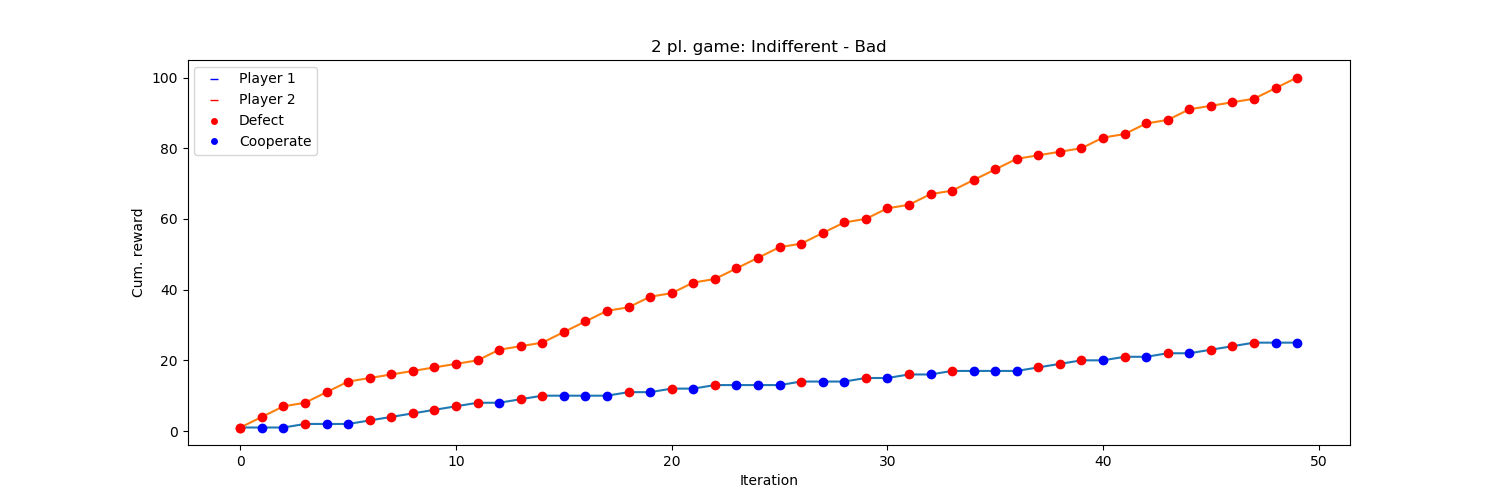 2 pl. game: Indifferent - Bad
Player 1
Player 2
Defect
Cooperate
Cum. reward
100
80
60
40
20
0
0 10 20 30 40 50
Iteration